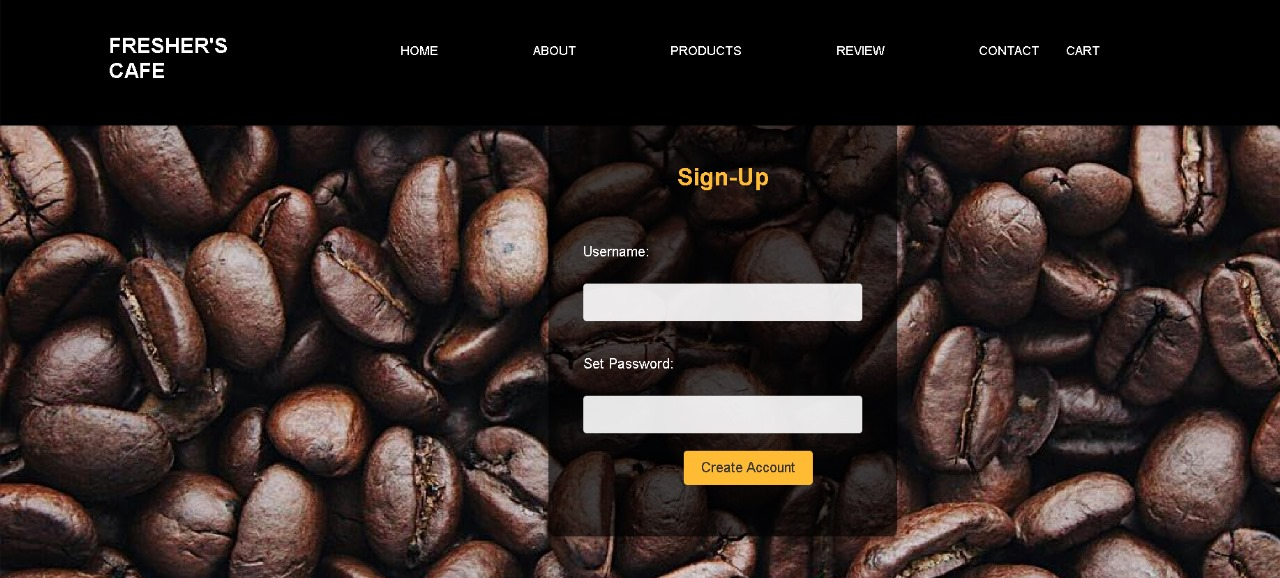 FRESHER'S
CAFE
HOME ABOUT PRODUCTS REVIEW CONTACT CART
Sign-Up
Username:
Set Password:
Create Account